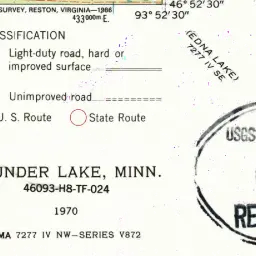 SURVEY, RESTON, VIRGINIA—1986
433000m.E.
46°52'30"
93°52'30"
(EDNA LAKE)
7277 IV SE
SSIFICATION
Light-duty road, hard or
improved surface
Unimproved road
U. S. Route
State Route
USGS
RE
UNDER LAKE, MINN.
46093-H8-TF-024
1970
MA 7277 IV NW—SERIES V872